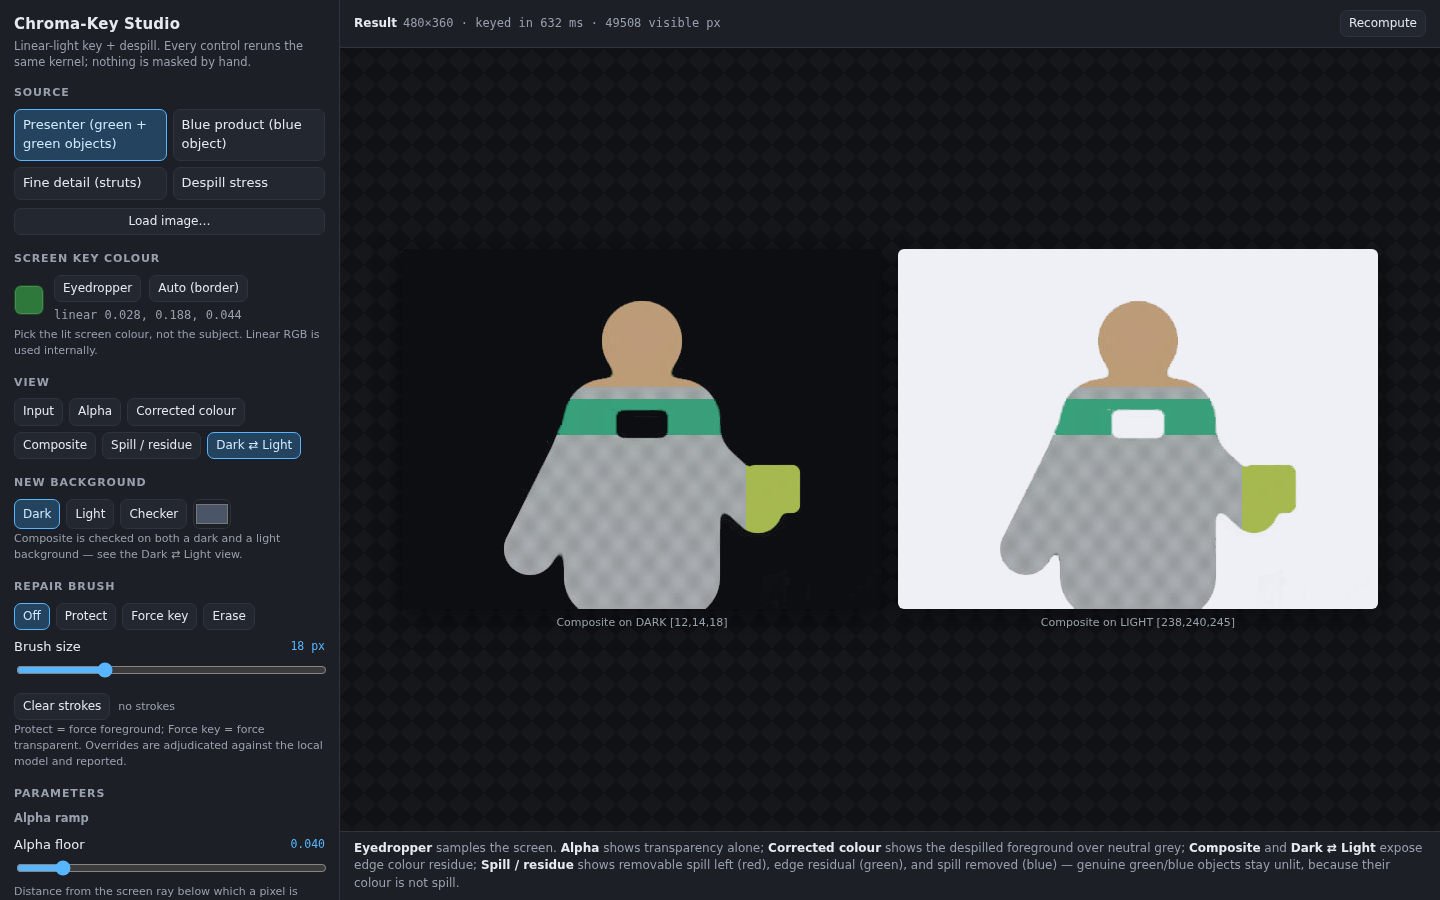 Chroma-Key Studio
Linear-light key + despill. Every control reruns the
same kernel; nothing is masked by hand.
SOURCE
Presenter (green +
green objects)
Blue product (blue
object)
Fine detail (struts)
Despill stress
Load image…
SCREEN KEY COLOUR
Eyedropper
Auto (border)
linear 0.028, 0.188, 0.044
Pick the lit screen colour, not the subject. Linear RGB is
used internally.
VIEW
Input
Alpha
Corrected colour
Composite
Spill / residue
Dark ⇄ Light
NEW BACKGROUND
Dark
Light
Checker
Composite is checked on both a dark and a light
background — see the Dark ⇄ Light view.
REPAIR BRUSH
Off
Protect
Force key
Erase
Brush size
18 px
Clear strokes
no strokes
Protect = force foreground; Force key = force
transparent. Overrides are adjudicated against the local
model and reported.
PARAMETERS
Alpha ramp
Alpha floor
0.040
Distance from the screen ray below which a pixel is
Result 480×360 · keyed in 632 ms · 49508 visible px
Recompute
Composite on DARK [12,14,18]
Composite on LIGHT [238,240,245]
Eyedropper samples the screen. Alpha shows transparency alone; Corrected colour shows the despilled foreground over neutral grey; Composite and Dark ⇄ Light expose
edge colour residue; Spill / residue shows removable spill left (red), edge residual (green), and spill removed (blue) — genuine green/blue objects stay unlit, because their
colour is not spill.